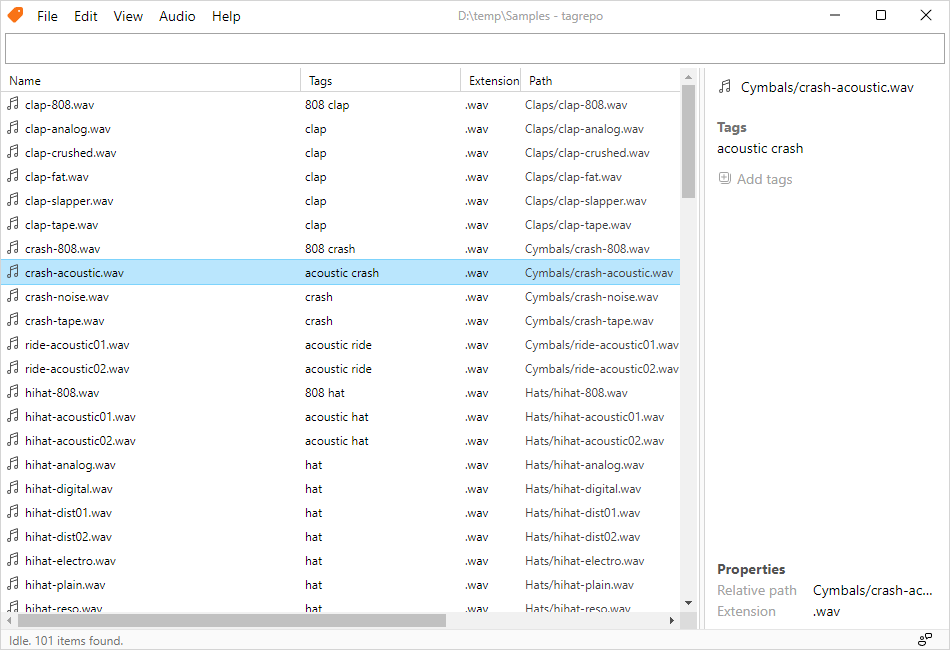 File Edit View Audio Help D:\temp\Samples - tagrepo
Name Tags Extension Path
clap-808.wav 808 clap .wav Claps/clap-808.wav
clap-analog.wav clap .wav Claps/clap-analog.wav
clap-crushed.wav clap .wav Claps/clap-crushed.wav
clap-fat.wav clap .wav Claps/clap-fat.wav
clap-slapper.wav clap .wav Claps/clap-slapper.wav
clap-tape.wav clap .wav Claps/clap-tape.wav
crash-808.wav 808 crash .wav Cymbals/crash-808.wav
crash-acoustic.wav acoustic crash .wav Cymbals/crash-acoustic.wav
crash-noise.wav crash .wav Cymbals/crash-noise.wav
crash-tape.wav crash .wav Cymbals/crash-tape.wav
ride-acoustic01.wav acoustic ride .wav Cymbals/ride-acoustic01.wav
ride-acoustic02.wav acoustic ride .wav Cymbals/ride-acoustic02.wav
hihat-808.wav 808 hat .wav Hats/hihat-808.wav
hihat-acoustic01.wav acoustic hat .wav Hats/hihat-acoustic01.wav
hihat-acoustic02.wav acoustic hat .wav Hats/hihat-acoustic02.wav
hihat-analog.wav hat .wav Hats/hihat-analog.wav
hihat-digital.wav hat .wav Hats/hihat-digital.wav
hihat-dist01.wav hat .wav Hats/hihat-dist01.wav
hihat-dist02.wav hat .wav Hats/hihat-dist02.wav
hihat-electro.wav hat .wav Hats/hihat-electro.wav
hihat-plain.wav hat .wav Hats/hihat-plain.wav
hihat-reso.wav hat .wav Hats/hihat-reso.wav
Cymbals/crash-acoustic.wav
Tags
acoustic crash
Add tags
Properties
Relative path Cymbals/crash-ac...
Extension .wav
Idle. 101 items found.